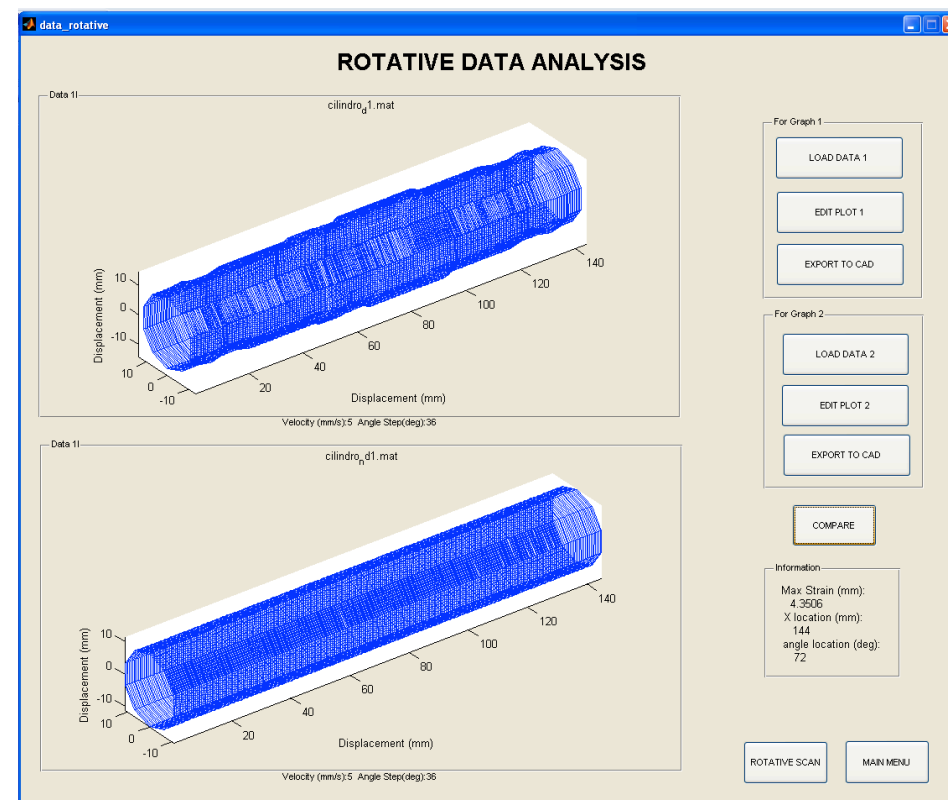 data_rotative
ROTATIVE DATA ANALYSIS
Data 1l
cilindro_d1.mat
10
0
-10
Displacement (mm)
10
0
-10
20
40
60
80
100
120
140
Displacement (mm)
Velocity (mm/s):5 Angle Step(deg):36
Data 1l
cilindro_nd1.mat
10
0
-10
Displacement (mm)
10
0
-10
20
40
60
80
100
120
140
Displacement (mm)
Velocity (mm/s):5 Angle Step(deg):36
For Graph 1
LOAD DATA 1
EDIT PLOT 1
EXPORT TO CAD
For Graph 2
LOAD DATA 2
EDIT PLOT 2
EXPORT TO CAD
COMPARE
Information
Max Strain (mm):
4.3506
X location (mm):
144
angle location (deg):
72
ROTATIVE SCAN
MAIN MENU